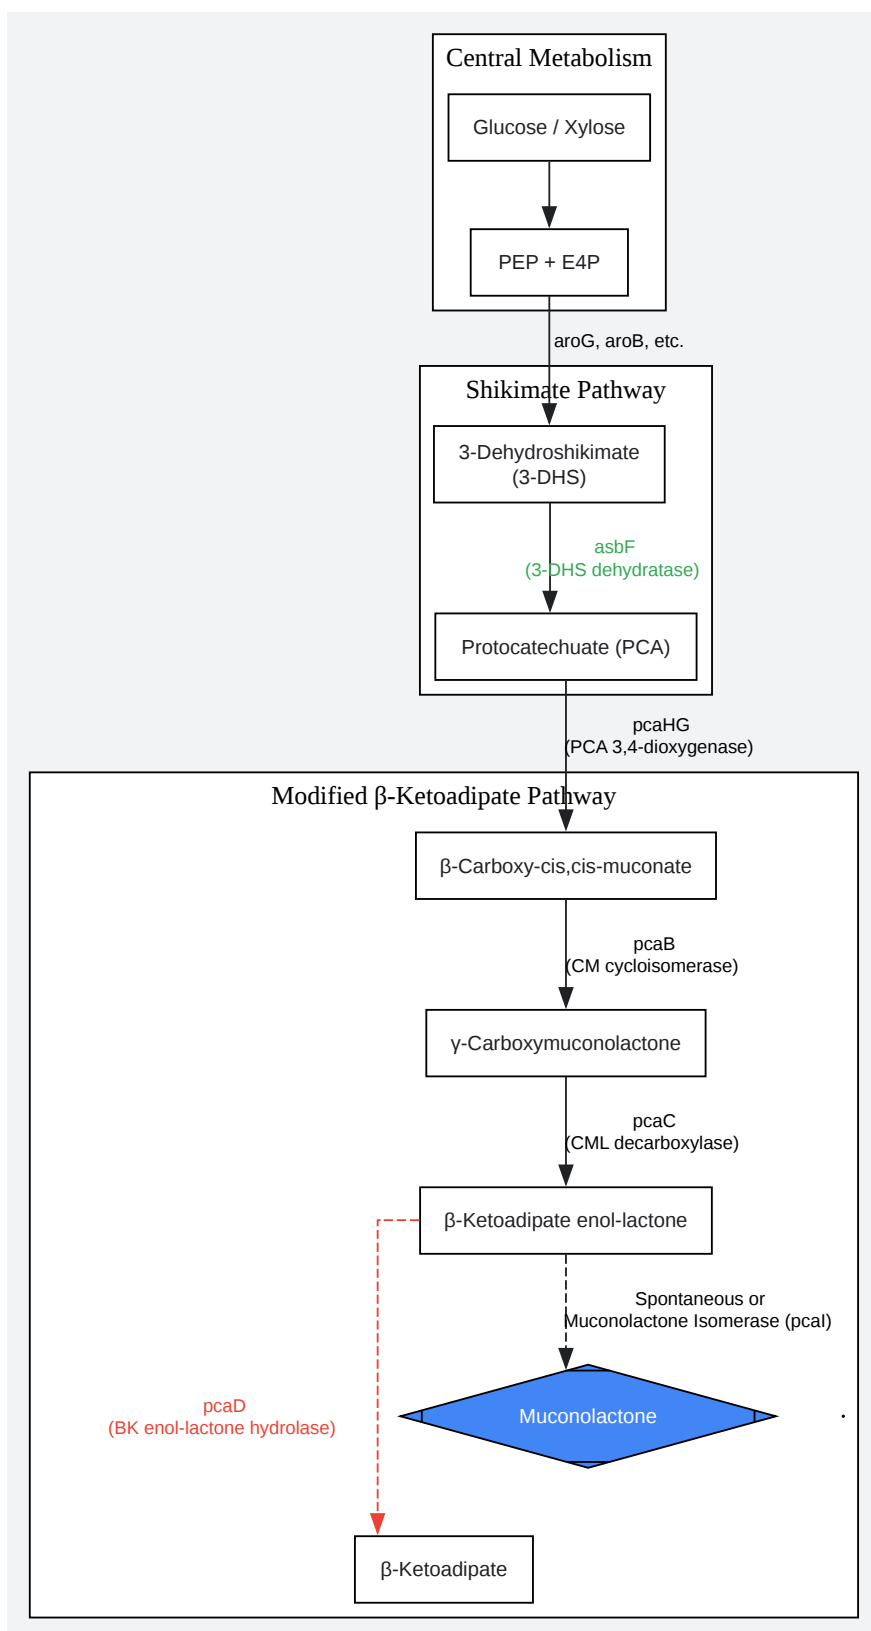 Central Metabolism
Glucose / Xylose
PEP + E4P
aroG, aroB, etc.
Shikimate Pathway
3-Dehydroshikimate
(3-DHS)
asbF
(3-DHS dehydratase)
Protocatechuate (PCA)
pcaHG
(PCA 3,4-dioxygenase)
Modified β-Ketoadipate Pathway
β-Carboxy-cis,cis-muconate
pcaB
(CM cycloisomerase)
γ-Carboxymuconolactone
pcaC
(CML decarboxylase)
β-Ketoadipate enol-lactone
Spontaneous or
Muconolactone Isomerase (pcaI)
pcaD
(BK enol-lactone hydrolase)
Muconolactone
.
β-Ketoadipate